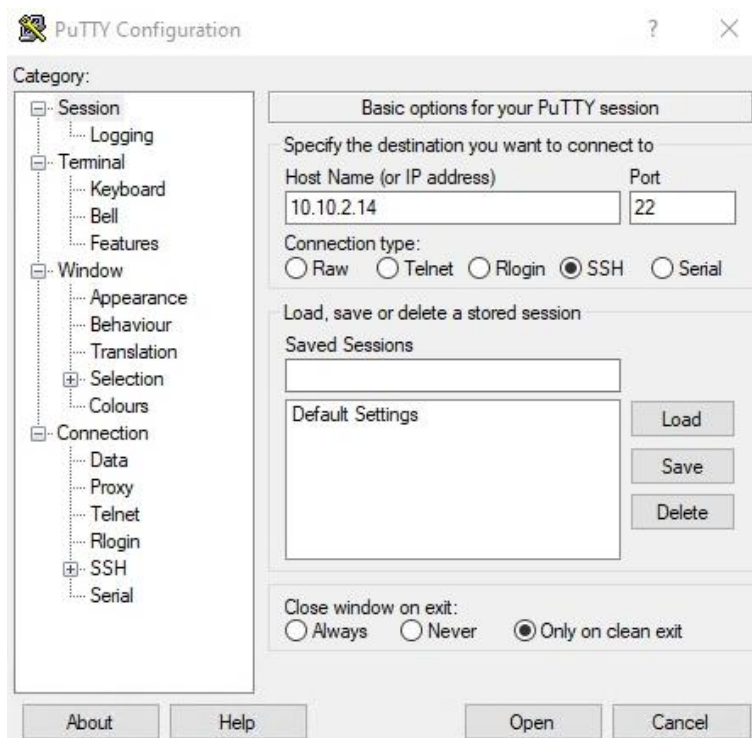 PuTTY Configuration
?
Category:
Session
Logging
Terminal
Keyboard
Bell
Features
Window
Appearance
Behaviour
Translation
Selection
Colours
Connection
Data
Proxy
Telnet
Rlogin
SSH
Serial
Basic options for your PuTTY session
Specify the destination you want to connect to
Host Name (or IP address) Port
10.10.2.14 22
Connection type:
Raw Telnet Rlogin SSH Serial
Load, save or delete a stored session
Saved Sessions
Default Settings
Load
Save
Delete
Close window on exit:
Always Never Only on clean exit
About Help Open Cancel